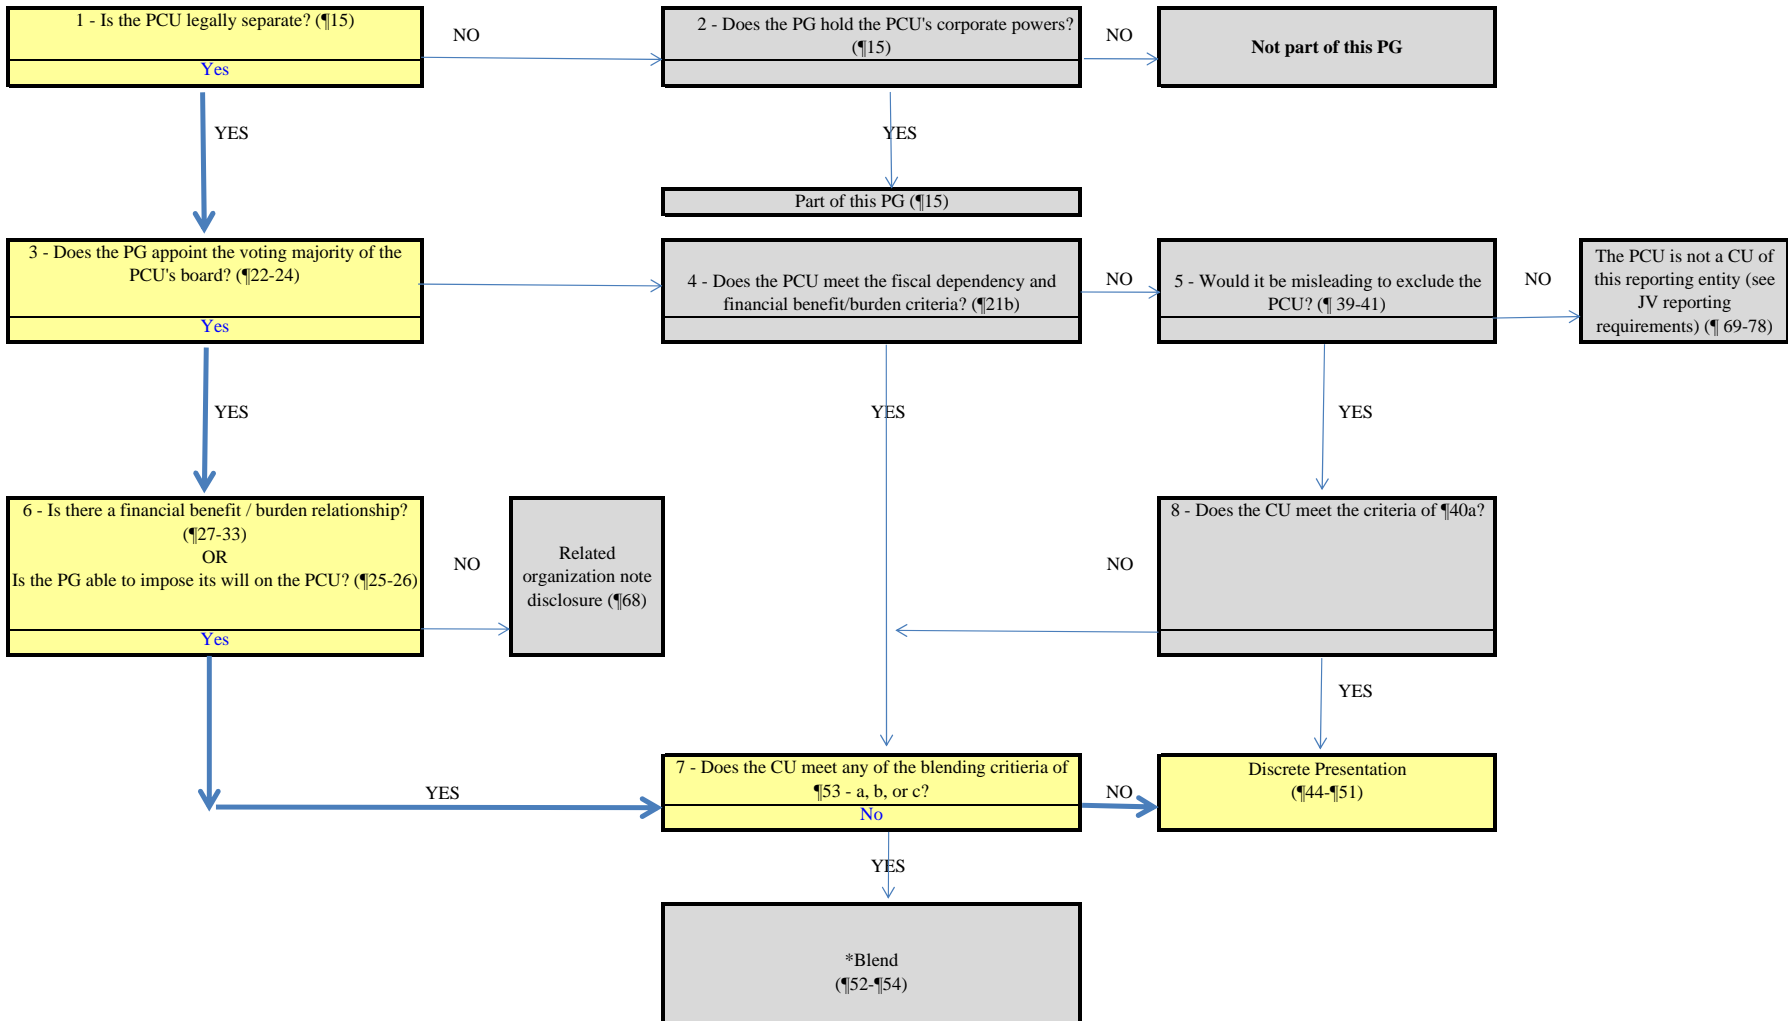 1 - Is the PCU legally separate? (¶15)
Yes
NO
2 - Does the PG hold the PCU's corporate powers?
(¶15)
NO
Not part of this PG
YES
YES
Part of this PG (¶15)
3 - Does the PG appoint the voting majority of the
PCU's board? (¶22-24)
Yes
4 - Does the PCU meet the fiscal dependency and
financial benefit/burden criteria? (¶21b)
NO
5 - Would it be misleading to exclude the
PCU? (¶ 39-41)
NO
The PCU is not a CU of
this reporting entity (see
JV reporting
requirements) (¶ 69-78)
YES
YES
YES
6 - Is there a financial benefit / burden relationship?
(¶27-33)
OR
Is the PG able to impose its will on the PCU? (¶25-26)
Yes
NO
Related
organization note
disclosure (¶68)
NO
8 - Does the CU meet the criteria of ¶40a?
YES
YES
7 - Does the CU meet any of the blending critieria of
¶53 - a, b, or c?
No
NO
Discrete Presentation
(¶44-¶51)
YES
*Blend
(¶52-¶54)